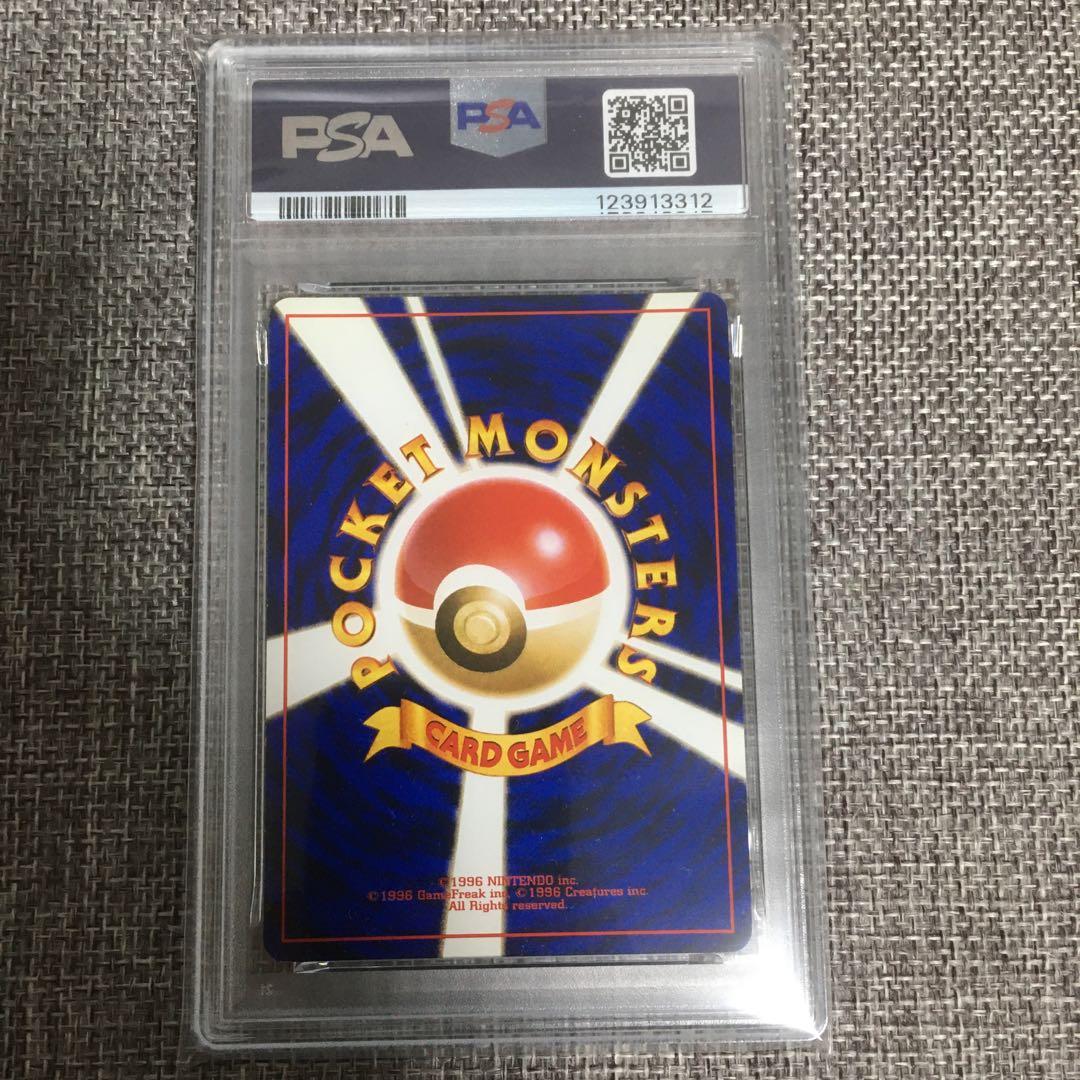 PSA
PSA
123913312
POCKET MONSTERS
CARD GAME
©1996 NINTENDO inc.
©1996 GameFreak inc. ©1996 Creatures inc.
All Rights reserved.